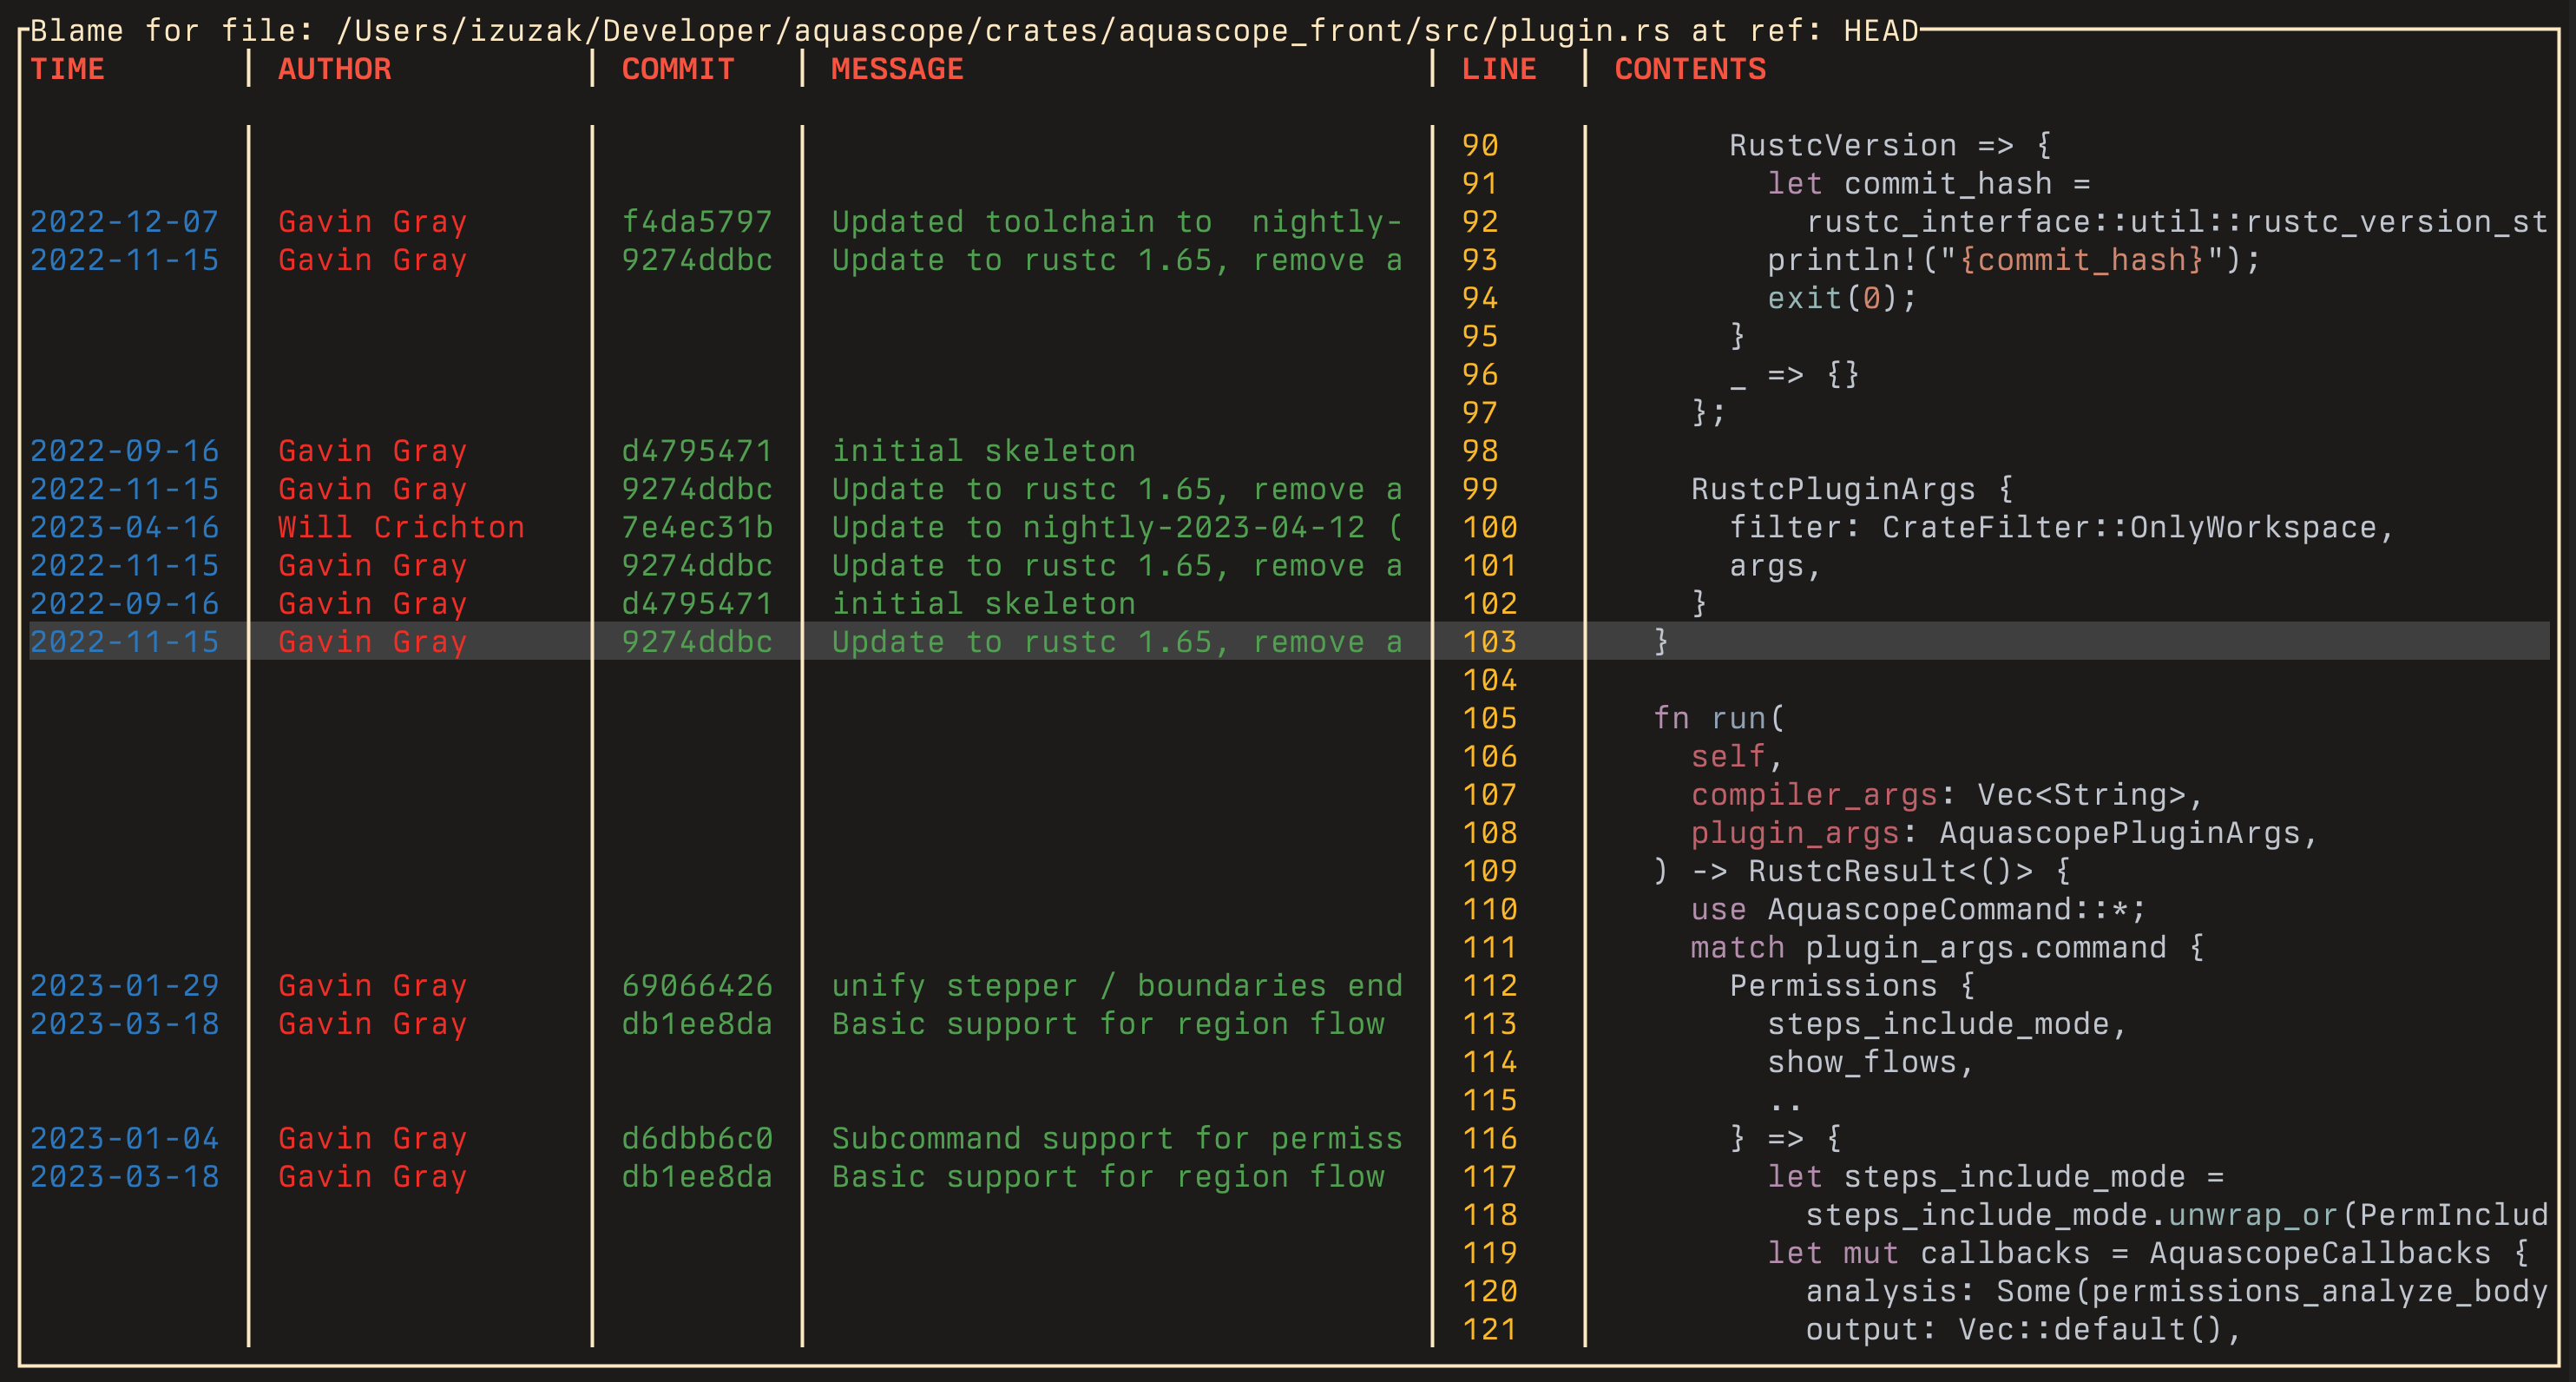 Blame for file: /Users/izuzak/Developer/aquascope/crates/aquascope_front/src/plugin.rs at ref: HEAD
TIME AUTHOR COMMIT MESSAGE LINE CONTENTS
90 RustcVersion => {
91 let commit_hash =
2022-12-07 Gavin Gray f4da5797 Updated toolchain to  nightly- 92 rustc_interface::util::rustc_version_st
2022-11-15 Gavin Gray 9274ddbc Update to rustc 1.65, remove a 93 println!("{commit_hash}");
94 exit(0);
95 }
96 _ => {}
97 };
2022-09-16 Gavin Gray d4795471 initial skeleton 98
2022-11-15 Gavin Gray 9274ddbc Update to rustc 1.65, remove a 99 RustcPluginArgs {
2023-04-16 Will Crichton 7e4ec31b Update to nightly-2023-04-12 ( 100 filter: CrateFilter::OnlyWorkspace,
2022-11-15 Gavin Gray 9274ddbc Update to rustc 1.65, remove a 101 args,
2022-09-16 Gavin Gray d4795471 initial skeleton 102 }
2022-11-15 Gavin Gray 9274ddbc Update to rustc 1.65, remove a 103 }
104
105 fn run(
106 self,
107 compiler_args: Vec<String>,
108 plugin_args: AquascopePluginArgs,
109 ) -> RustcResult<()> {
110 use AquascopeCommand::*;
111 match plugin_args.command {
2023-01-29 Gavin Gray 69066426 unify stepper / boundaries end 112 Permissions {
2023-03-18 Gavin Gray db1ee8da Basic support for region flow 113 steps_include_mode,
114 show_flows,
115 ..
2023-01-04 Gavin Gray d6dbb6c0 Subcommand support for permiss 116 } => {
2023-03-18 Gavin Gray db1ee8da Basic support for region flow 117 let steps_include_mode =
118 steps_include_mode.unwrap_or(PermInclud
119 let mut callbacks = AquascopeCallbacks {
120 analysis: Some(permissions_analyze_body
121 output: Vec::default(),